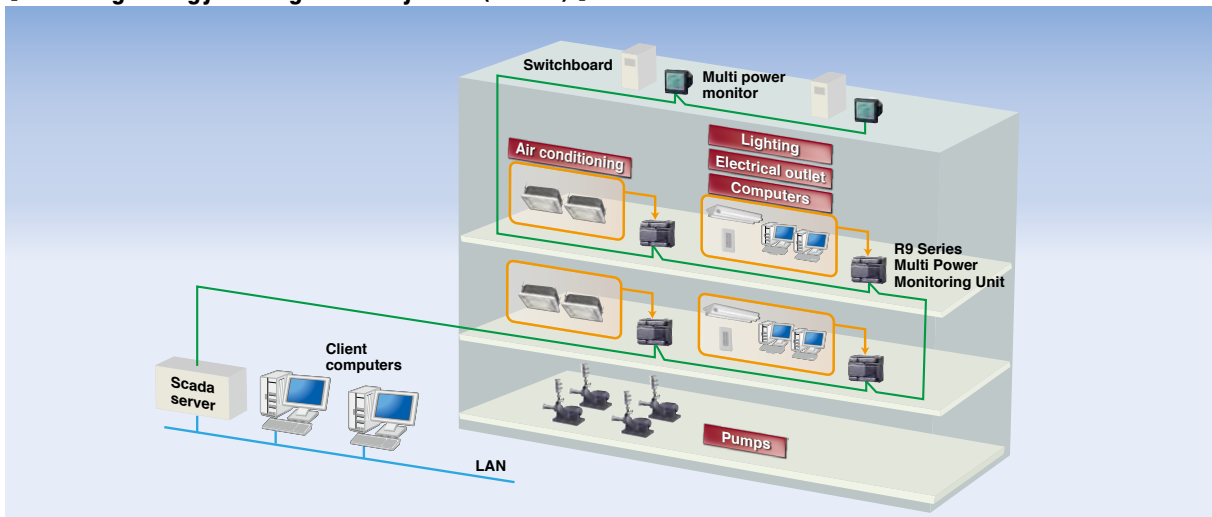 Switchboard
Multi power
monitor
Lighting
Air conditioning
Electrical outlet
Computers
R9 Series
Multi Power
Monitoring Unit
Client
computers
Scada
server
Pumps
LAN